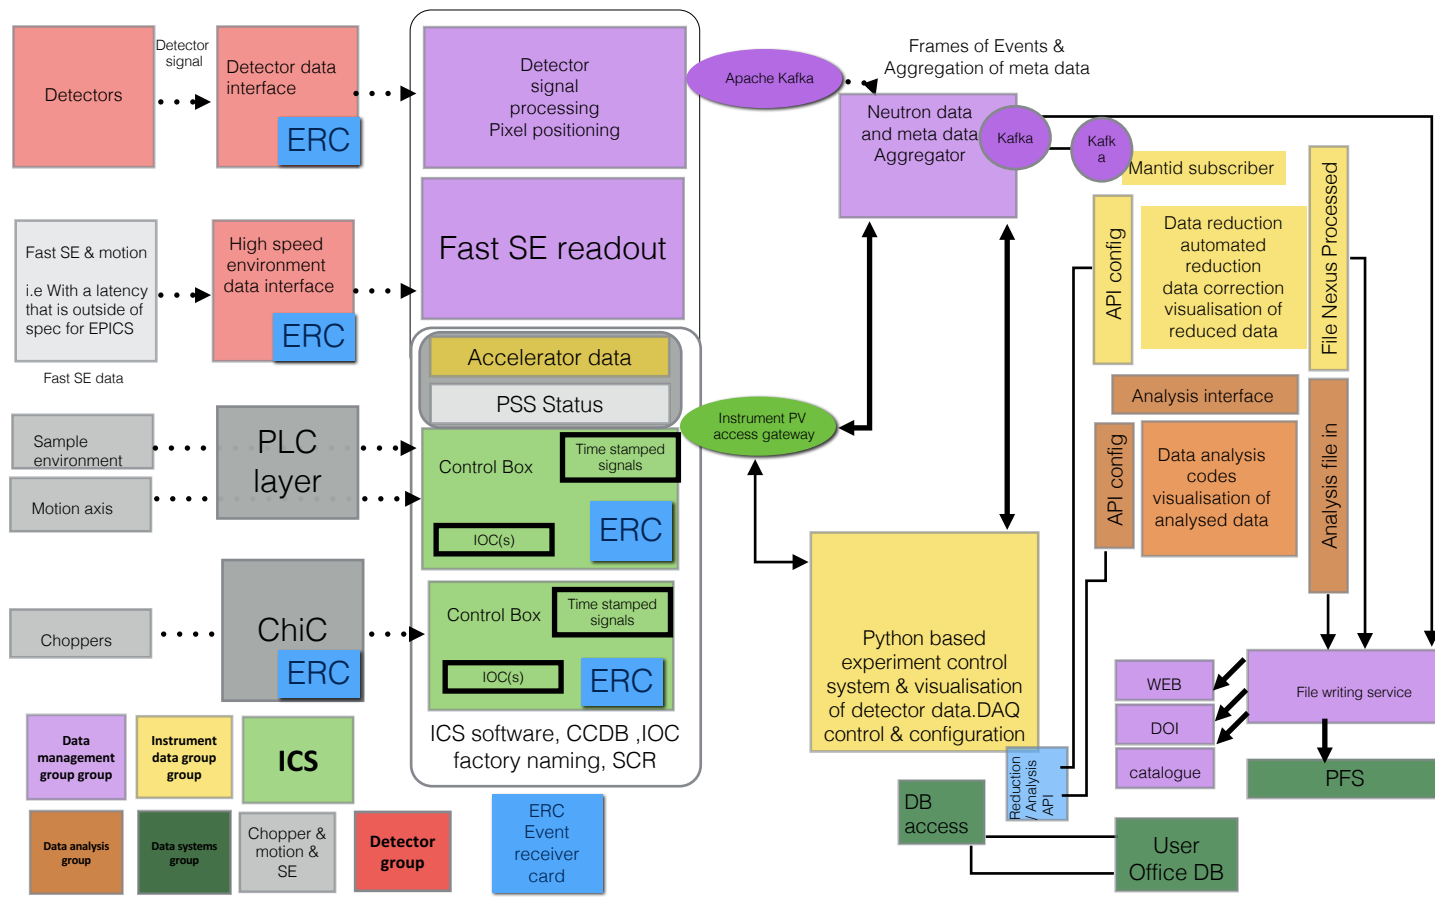 Detectors
Detector
signal
Detector data
interface
ERC
Detector
signal
processing
Pixel positioning
Apache Kafka
Frames of Events &
Aggregation of meta data
Neutron data
and meta data
Aggregator
Kafka
Kafk
a
Mantid subscriber
Fast SE & motion
i.e With a latency
that is outside of
spec for EPICS
Fast SE data
High speed
environment
data interface
ERC
Fast SE readout
API config
Data reduction
automated
reduction
data correction
visualisation of
reduced data
File Nexus Processed
Accelerator data
PSS Status
Instrument PV
access gateway
Analysis interface
API config
Data analysis
codes
visualisation of
analysed data
Analysis file in
Sample
environment
Motion axis
PLC
layer
Control Box
Time stamped
signals
IOC(s)
ERC
Choppers
ChiC
ERC
Control Box
Time stamped
signals
IOC(s)
ERC
ICS software, CCDB ,IOC
factory naming, SCR
Python based
experiment control
system & visualisation
of detector data.DAQ
control & configuration
Reduction
/ Analysis
API
WEB
DOI
catalogue
File writing service
PFS
DB
access
User
Office DB
Data
management
group group
Instrument
data group
group
ICS
Data analysis
group
Data systems
group
Chopper &
motion &
SE
Detector
group
ERC
Event
receiver
card